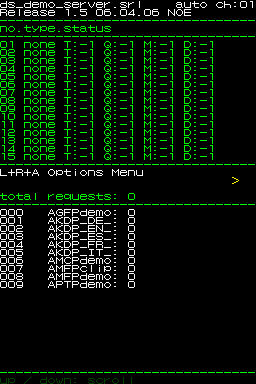 ds_demo_server.srl auto ch:01
Release 1.5 06.04.06 NOE
no.type.status
01 none T:-1 Q:-1 M:-1 D:-1
02 none T:-1 Q:-1 M:-1 D:-1
03 none T:-1 Q:-1 M:-1 D:-1
04 none T:-1 Q:-1 M:-1 D:-1
05 none T:-1 Q:-1 M:-1 D:-1
06 none T:-1 Q:-1 M:-1 D:-1
07 none T:-1 Q:-1 M:-1 D:-1
08 none T:-1 Q:-1 M:-1 D:-1
09 none T:-1 Q:-1 M:-1 D:-1
10 none T:-1 Q:-1 M:-1 D:-1
11 none T:-1 Q:-1 M:-1 D:-1
12 none T:-1 Q:-1 M:-1 D:-1
13 none T:-1 Q:-1 M:-1 D:-1
14 none T:-1 Q:-1 M:-1 D:-1
15 none T:-1 Q:-1 M:-1 D:-1
L+R+A Options Menu
>
total requests: 0
000 AGFPdemo: 0
001 AKDP_DE_: 0
002 AKDP_EN_: 0
003 AKDP_ES_: 0
004 AKDP_FR_: 0
005 AKDP_IT_: 0
006 AMCPdemo: 0
007 AMFPclip: 0
008 AMFPdemo: 0
009 APTPdemo: 0
up / down: scroll